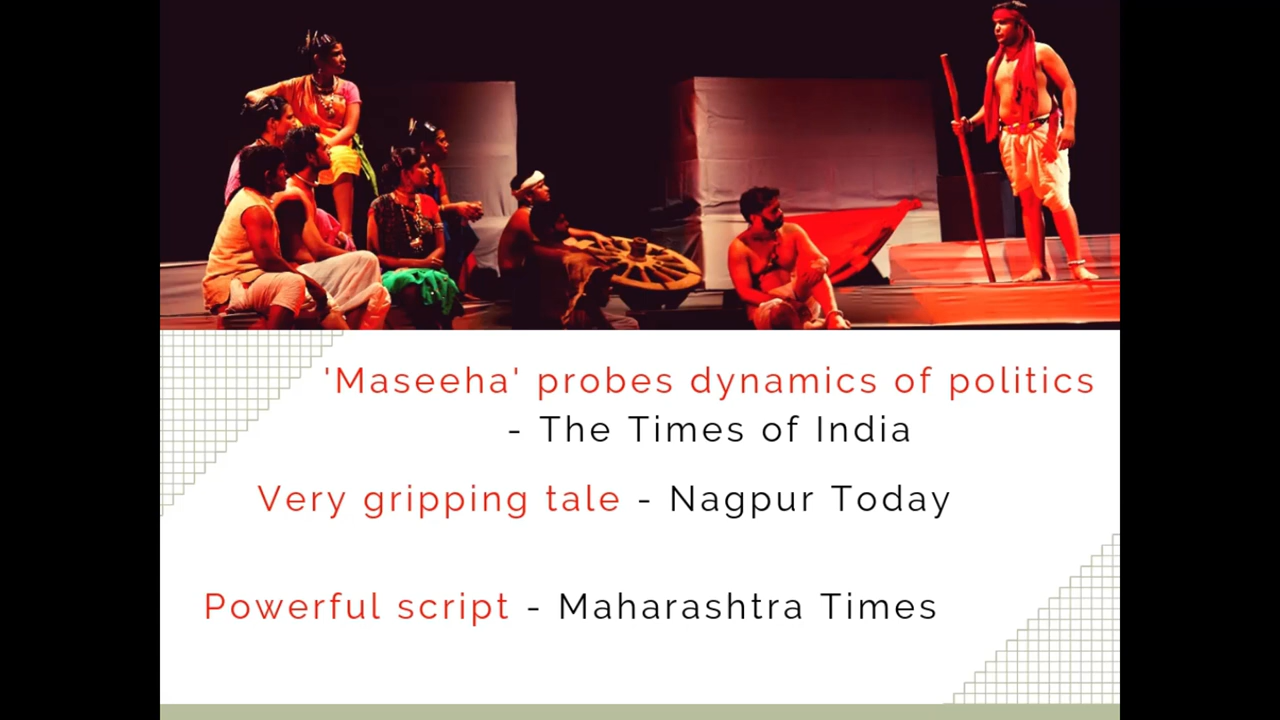 'Maseeha' probes dynamics of politics
- The Times of India
Very gripping tale - Nagpur Today
Powerful script - Maharashtra Times